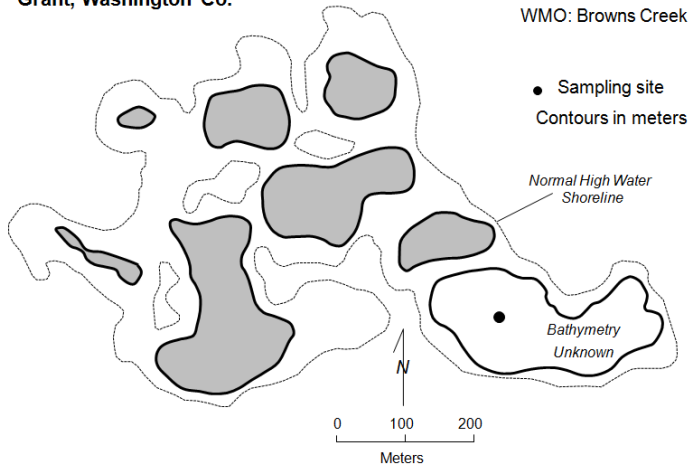 Grant, Washington Co.
WMO: Browns Creek
Sampling site
Contours in meters
Normal High Water
Shoreline
Bathymetry
Unknown
N
0 100 200
Meters